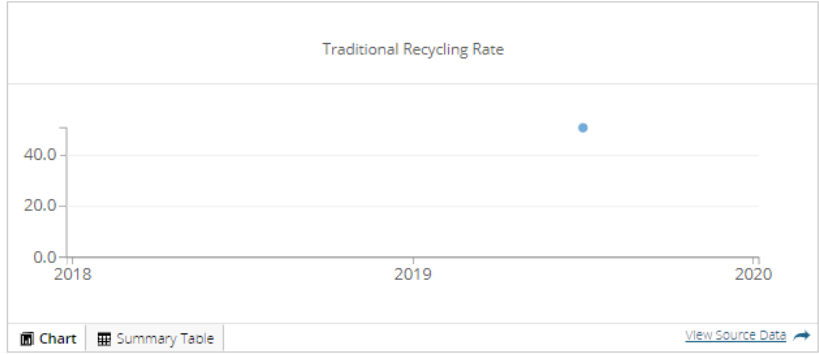 Traditional Recycling Rate
40.0
20.0
0.0
2018 2019 2020
Chart Summary Table View Source Data